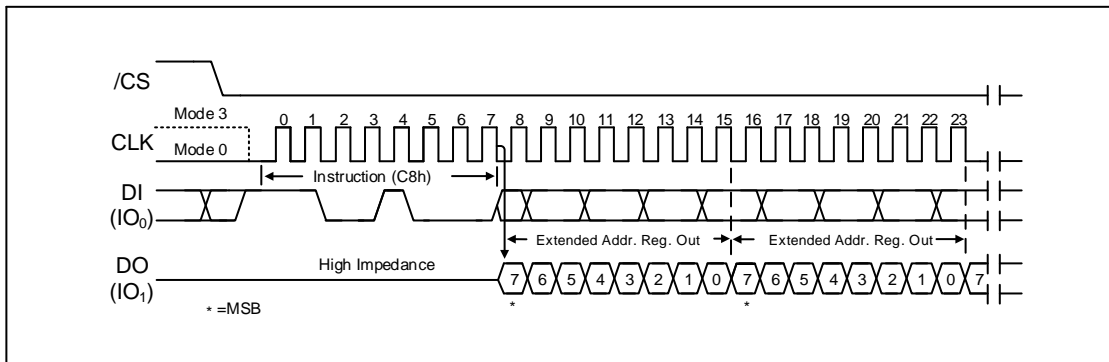 /CS
Mode 3
0 1 2 3 4 5 6 7 8 9 10 11 12 13 14 15 16 17 18 19 20 21 22 23
CLK
Mode 0
Instruction (C8h)
DI
(IO0)
Extended Addr. Reg. Out Extended Addr. Reg. Out
High Impedance
DO
(IO1)
7 6 5 4 3 2 1 0 7 6 5 4 3 2 1 0 7
* *
* =MSB